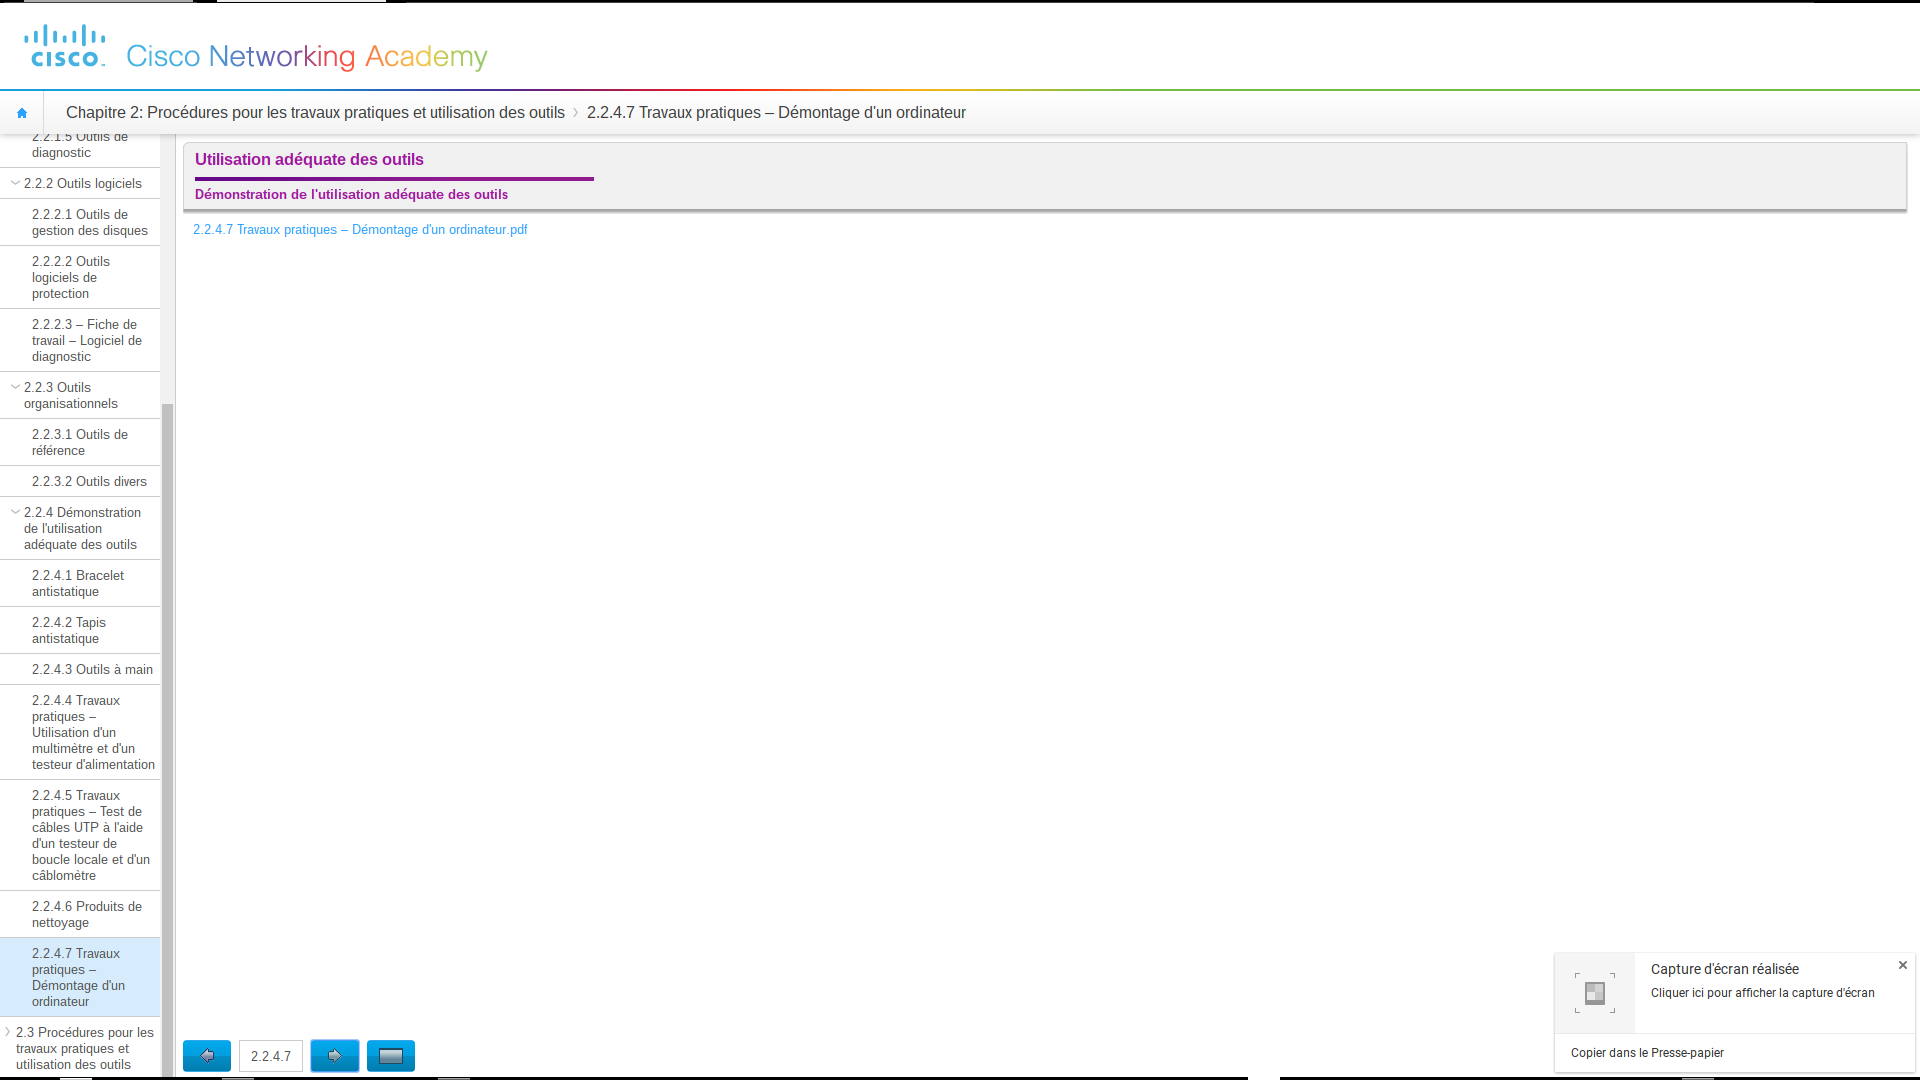 CISCO
Cisco Networking Academy
Chapitre 2: Procédures pour les travaux pratiques et utilisation des outils
2.2.4.7 Travaux pratiques – Démontage d'un ordinateur
2.2.1.5 Outils de
diagnostic
2.2.2 Outils logiciels
2.2.2.1 Outils de
gestion des disques
2.2.2.2 Outils
logiciels de
protection
2.2.2.3 – Fiche de
travail – Logiciel de
diagnostic
2.2.3 Outils
organisationnels
2.2.3.1 Outils de
référence
2.2.3.2 Outils divers
2.2.4 Démonstration
de l'utilisation
adéquate des outils
2.2.4.1 Bracelet
antistatique
2.2.4.2 Tapis
antistatique
2.2.4.3 Outils à main
2.2.4.4 Travaux
pratiques –
Utilisation d'un
multimètre et d'un
testeur d'alimentation
2.2.4.5 Travaux
pratiques – Test de
câbles UTP à l'aide
d'un testeur de
boucle locale et d'un
câblomètre
2.2.4.6 Produits de
nettoyage
2.2.4.7 Travaux
pratiques –
Démontage d'un
ordinateur
2.3 Procédures pour les
travaux pratiques et
utilisation des outils
Utilisation adéquate des outils
Démonstration de l'utilisation adéquate des outils
2.2.4.7 Travaux pratiques – Démontage d'un ordinateur.pdf
2.2.4.7
Capture d'écran réalisée
Cliquer ici pour afficher la capture d'écran
Copier dans le Presse-papier